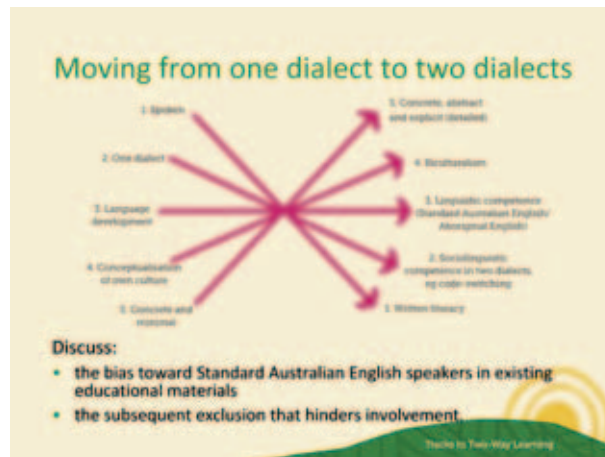 Moving from one dialect to two dialects
1. Spoken
2. One dialect
3. Language
development
4. Conceptualisation
of own culture
5. Concrete and
minimal
5. Concrete, abstract
and explicit (detailed)
4. Biculturalism
3. Linguistic competence
(Standard Australian English/
Aboriginal English)
2. Sociolinguistic
competence in two dialects,
eg code-switching
1. Written literacy
Discuss:
• the bias toward Standard Australian English speakers in existing
educational materials
• the subsequent exclusion that hinders involvement.
Tracks to Two-Way Learning